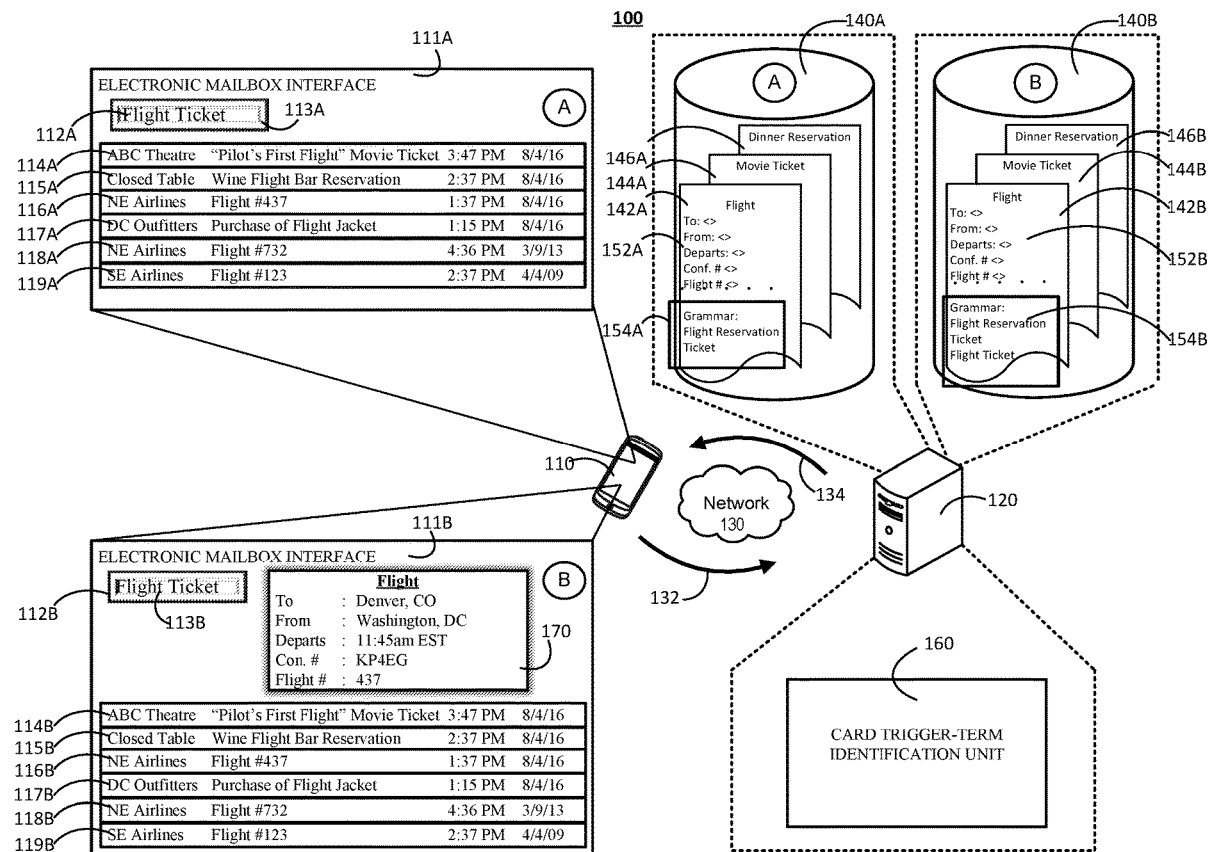 100
111A
ELECTRONIC MAILBOX INTERFACE
Flight Ticket
A
112A
113A
114A
ABC Theatre "Pilot's First Flight" Movie Ticket 3:47 PM 8/4/16
115A
Closed Table Wine Flight Bar Reservation 2:37 PM 8/4/16
116A
NE Airlines Flight #437 1:37 PM 8/4/16
117A
DC Outfitters Purchase of Flight Jacket 1:15 PM 8/4/16
118A
NE Airlines Flight #732 4:36 PM 3/9/13
119A
SE Airlines Flight #123 2:37 PM 4/4/09
140A
A
Dinner Reservation
146A
Movie Ticket
144A
142A
Flight
To: <>
From: <>
152A
Departs: <>
Conf. # <>
Flight # <>
. . . . .
154A
Grammar:
Flight Reservation
Ticket
140B
B
Dinner Reservation
146B
Movie Ticket
144B
Flight
142B
To: <>
From: <>
152B
Departs: <>
Conf. # <>
Flight # <>
. . . . .
Grammar:
Flight Reservation
154B
Ticket
Flight Ticket
110
Network
130
134
132
120
111B
ELECTRONIC MAILBOX INTERFACE
Flight Ticket
B
112B
113B
Flight
To : Denver, CO
From : Washington, DC
Departs : 11:45am EST
Con. # : KP4EG
Flight # : 437
170
114B
ABC Theatre "Pilot's First Flight" Movie Ticket 3:47 PM 8/4/16
115B
Closed Table Wine Flight Bar Reservation 2:37 PM 8/4/16
116B
NE Airlines Flight #437 1:37 PM 8/4/16
117B
DC Outfitters Purchase of Flight Jacket 1:15 PM 8/4/16
118B
NE Airlines Flight #732 4:36 PM 3/9/13
119B
SE Airlines Flight #123 2:37 PM 4/4/09
160
CARD TRIGGER-TERM
IDENTIFICATION UNIT